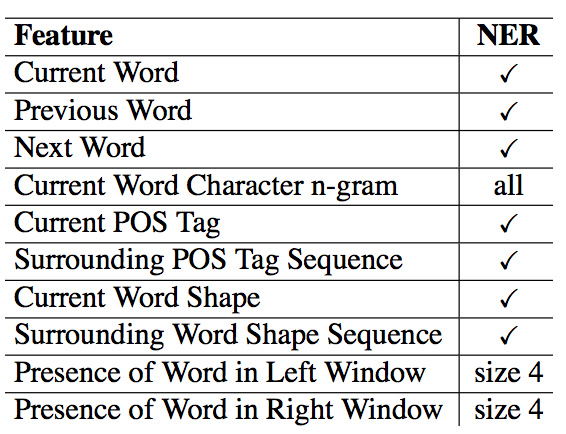 Feature NER
Current Word ✓
Previous Word ✓
Next Word ✓
Current Word Character n-gram all
Current POS Tag ✓
Surrounding POS Tag Sequence ✓
Current Word Shape ✓
Surrounding Word Shape Sequence ✓
Presence of Word in Left Window size 4
Presence of Word in Right Window size 4